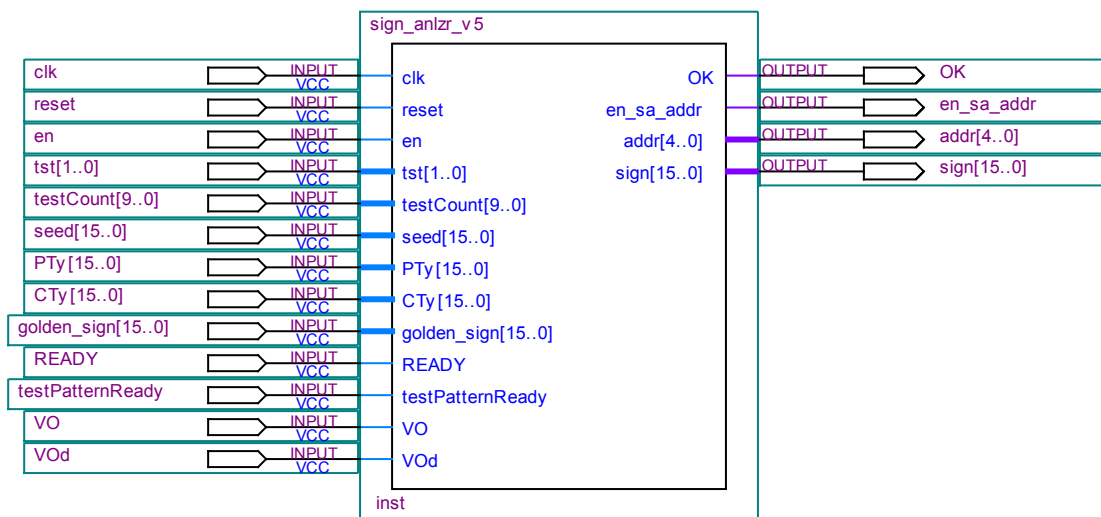 sign_anlzr_v5
clk INPUT VCC clk OK OUTPUT OK
reset INPUT VCC reset en_sa_addr OUTPUT en_sa_addr
en INPUT VCC en addr[4..0] OUTPUT addr[4..0]
tst[1..0] INPUT VCC tst[1..0] sign[15..0] OUTPUT sign[15..0]
testCount[9..0] INPUT VCC testCount[9..0]
seed[15..0] INPUT VCC seed[15..0]
PTy[15..0] INPUT VCC PTy[15..0]
CTy[15..0] INPUT VCC CTy[15..0]
golden_sign[15..0] INPUT VCC golden_sign[15..0]
READY INPUT VCC READY
testPatternReady INPUT VCC testPatternReady
VO INPUT VCC VO
VOd INPUT VCC VOd
inst